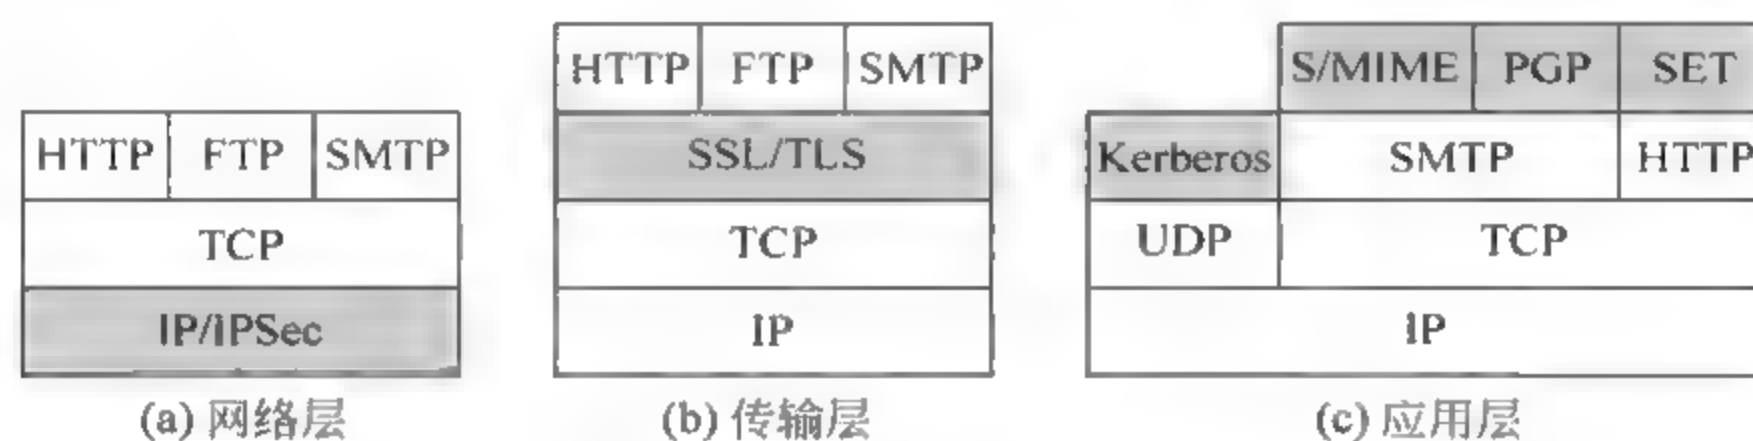 HTTP FTP SMTP
TCP
IP/IPSec
(a) 网络层
HTTP FTP SMTP
SSL/TLS
TCP
IP
(b) 传输层
S/MIME PGP SET
Kerberos SMTP HTTP
UDP TCP
IP
(c) 应用层